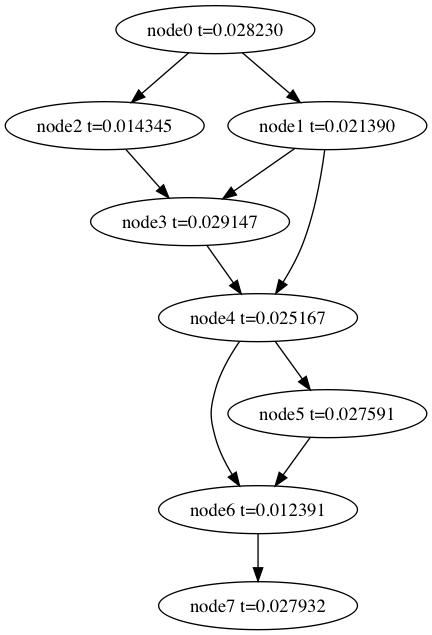 node0 t=0.028230
node2 t=0.014345
node1 t=0.021390
node3 t=0.029147
node4 t=0.025167
node5 t=0.027591
node6 t=0.012391
node7 t=0.027932